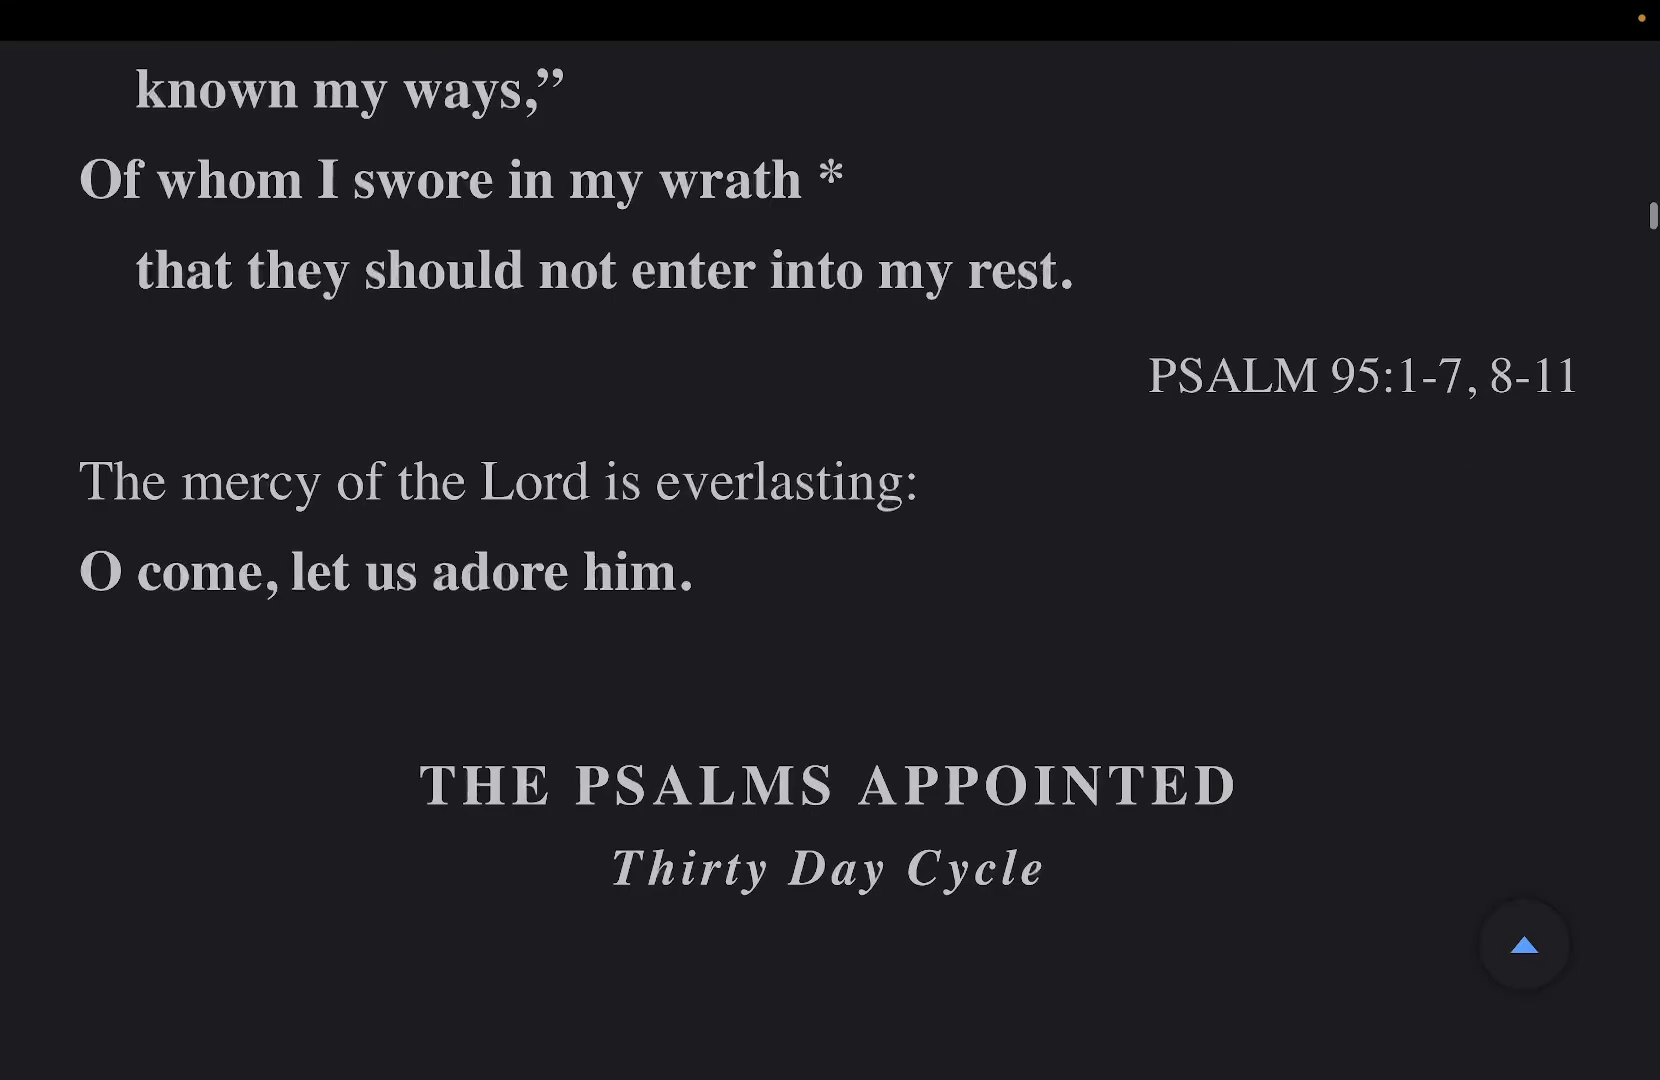 known my ways,”
Of whom I swore in my wrath *
that they should not enter into my rest.
PSALM 95:1-7, 8-11
The mercy of the Lord is everlasting:
O come, let us adore him.
THE PSALMS APPOINTED
Thirty Day Cycle